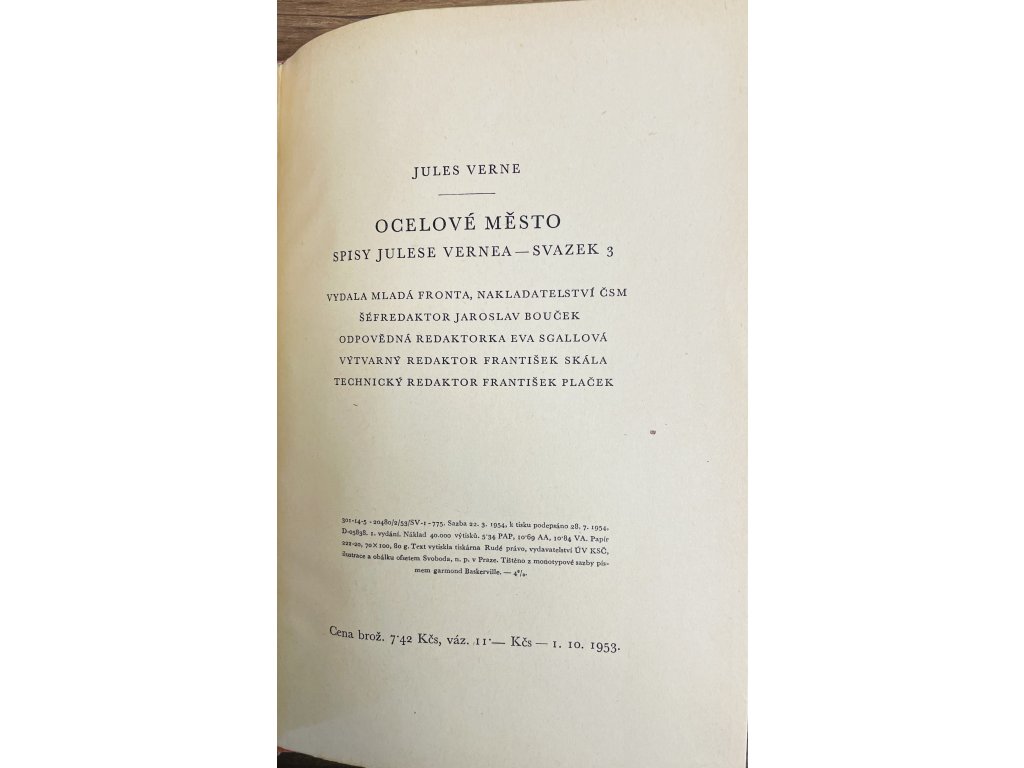 JULES VERNE
OCELOVÉ MĚSTO
SPISY JULESE VERNEA — SVAZEK 3
VYDALA MLADÁ FRONTA, NAKLADATELSTVÍ ČSM
ŠÉFREDAKTOR JAROSLAV BOUČEK
ODPOVĚDNÁ REDAKTORKA EVA SGALLOVÁ
VÝTVARNÝ REDAKTOR FRANTIŠEK SKÁLA
TECHNICKÝ REDAKTOR FRANTIŠEK PLAČEK
301-14-5 · 20480/2/53/SV-1 - 775. Sazba 22. 3. 1954, k tisku podepsáno 28. 7. 1954.
D-05838. 1. vydání. Náklad 40.000 výtisků. 5·34 PAP, 10·69 AA, 10·84 VA. Papír
222-20, 70 × 100, 80 g. Text vytiskla tiskárna Rudé právo, vydavatelství ÚV KSČ,
ilustrace a obálku ofsetem Svoboda, n. p. v Praze. Tištěno z monotypové sazby pís-
mem garmond Baskerville. — 4%.
Cena brož. 7·42 Kčs, váz. 11·— Kčs — 1. 10. 1953.